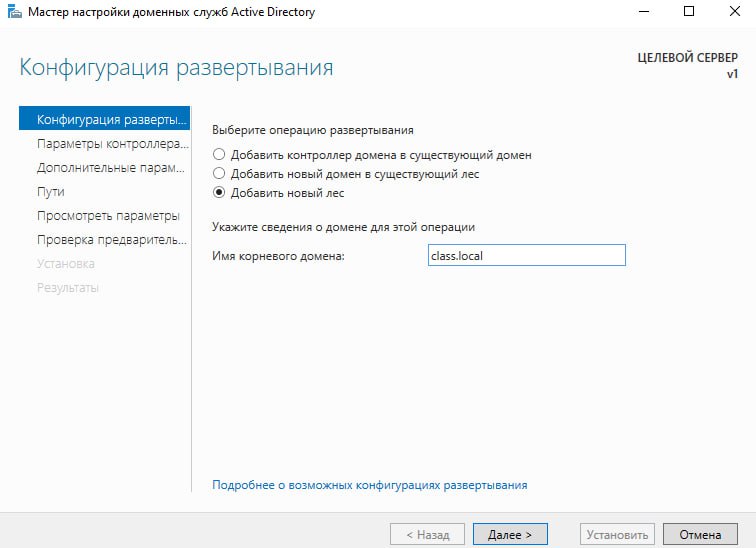 Мастер настройки доменных служб Active Directory
Конфигурация развертывания
ЦЕЛЕВОЙ СЕРВЕР
v1
Конфигурация разверты...
Параметры контроллера...
Дополнительные парам...
Пути
Просмотреть параметры
Проверка предваритель...
Установка
Результаты
Выберите операцию развертывания
Добавить контроллер домена в существующий домен
Добавить новый домен в существующий лес
Добавить новый лес
Укажите сведения о домене для этой операции
Имя корневого домена: class.local
Подробнее о возможных конфигурациях развертывания
< Назад Далее > Установить Отмена